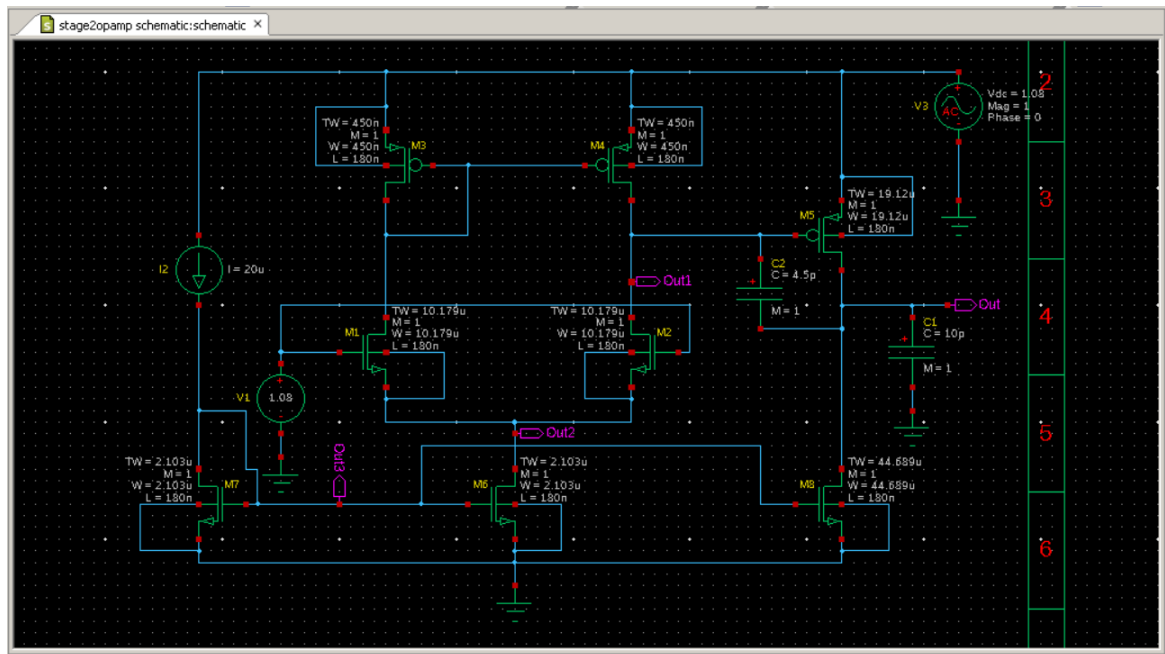 stage2opamp schematic:schematic
2
V3
AC
Vdc = 1.08
Mag = 1
Phase = 0
TW = 450n
M = 1
W = 450n
L = 180n
M3
TW = 450n
M = 1
W = 450n
L = 180n
M4
3
TW = 19.12u
M = 1
W = 19.12u
L = 180n
M5
I2
I = 20u
C2
C = 4.5p
M = 1
Out1
Out
4
C1
C = 10p
M = 1
TW = 10.179u
M = 1
W = 10.179u
L = 180n
M1
TW = 10.179u
M = 1
W = 10.179u
L = 180n
M2
V1
1.08
Out2
Out3
5
TW = 2.103u
M = 1
W = 2.103u
L = 180n
M7
TW = 2.103u
M = 1
W = 2.103u
L = 180n
M6
TW = 44.689u
M = 1
W = 44.689u
L = 180n
M8
6